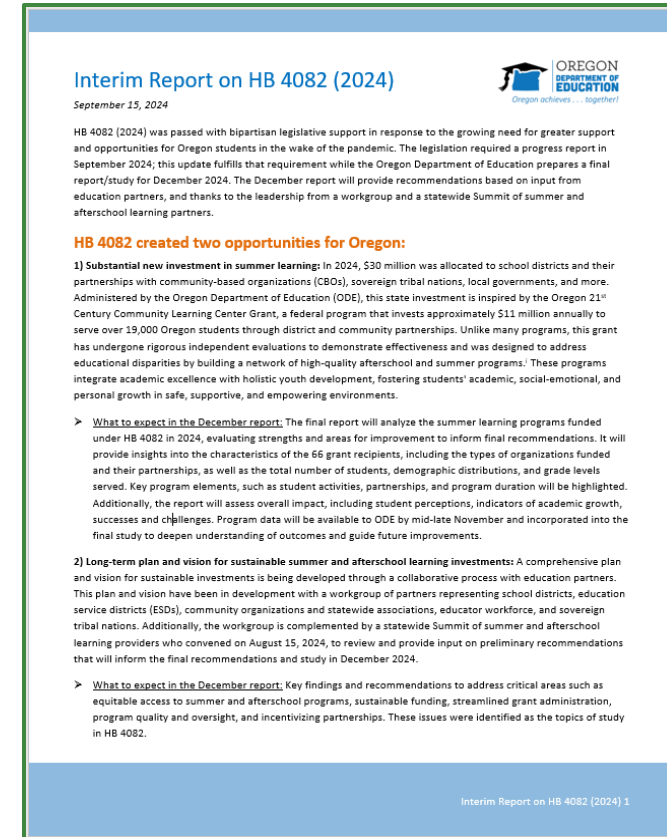 Interim Report on HB 4082 (2024)
September 15, 2024
OREGON
DEPARTMENT OF
EDUCATION
Oregon achieves . . . together!
HB 4082 (2024) was passed with bipartisan legislative support in response to the growing need for greater support
and opportunities for Oregon students in the wake of the pandemic. The legislation required a progress report in
September 2024; this update fulfills that requirement while the Oregon Department of Education prepares a final
report/study for December 2024. The December report will provide recommendations based on input from
education partners, and thanks to the leadership from a workgroup and a statewide Summit of summer and
afterschool learning partners.
HB 4082 created two opportunities for Oregon:
1) Substantial new investment in summer learning: In 2024, $30 million was allocated to school districts and their
partnerships with community-based organizations (CBOs), sovereign tribal nations, local governments, and more.
Administered by the Oregon Department of Education (ODE), this state investment is inspired by the Oregon 21st
Century Community Learning Center Grant, a federal program that invests approximately $11 million annually to
serve over 19,000 Oregon students through district and community partnerships. Unlike many programs, this grant
has undergone rigorous independent evaluations to demonstrate effectiveness and was designed to address
educational disparities by building a network of high-quality afterschool and summer programs.i These programs
integrate academic excellence with holistic youth development, fostering students' academic, social-emotional, and
personal growth in safe, supportive, and empowering environments.
➢ What to expect in the December report: The final report will analyze the summer learning programs funded
under HB 4082 in 2024, evaluating strengths and areas for improvement to inform final recommendations. It will
provide insights into the characteristics of the 66 grant recipients, including the types of organizations funded
and their partnerships, as well as the total number of students, demographic distributions, and grade levels
served. Key program elements, such as student activities, partnerships, and program duration will be highlighted.
Additionally, the report will assess overall impact, including student perceptions, indicators of academic growth,
successes and challenges. Program data will be available to ODE by mid-late November and incorporated into the
final study to deepen understanding of outcomes and guide future improvements.
2) Long-term plan and vision for sustainable summer and afterschool learning investments: A comprehensive plan
and vision for sustainable investments is being developed through a collaborative process with education partners.
This plan and vision have been in development with a workgroup of partners representing school districts, education
service districts (ESDs), community organizations and statewide associations, educator workforce, and sovereign
tribal nations. Additionally, the workgroup is complemented by a statewide Summit of summer and afterschool
learning providers who convened on August 15, 2024, to review and provide input on preliminary recommendations
that will inform the final recommendations and study in December 2024.
➢ What to expect in the December report: Key findings and recommendations to address critical areas such as
equitable access to summer and afterschool programs, sustainable funding, streamlined grant administration,
program quality and oversight, and incentivizing partnerships. These issues were identified as the topics of study
in HB 4082.
Interim Report on HB 4082 (2024) 1